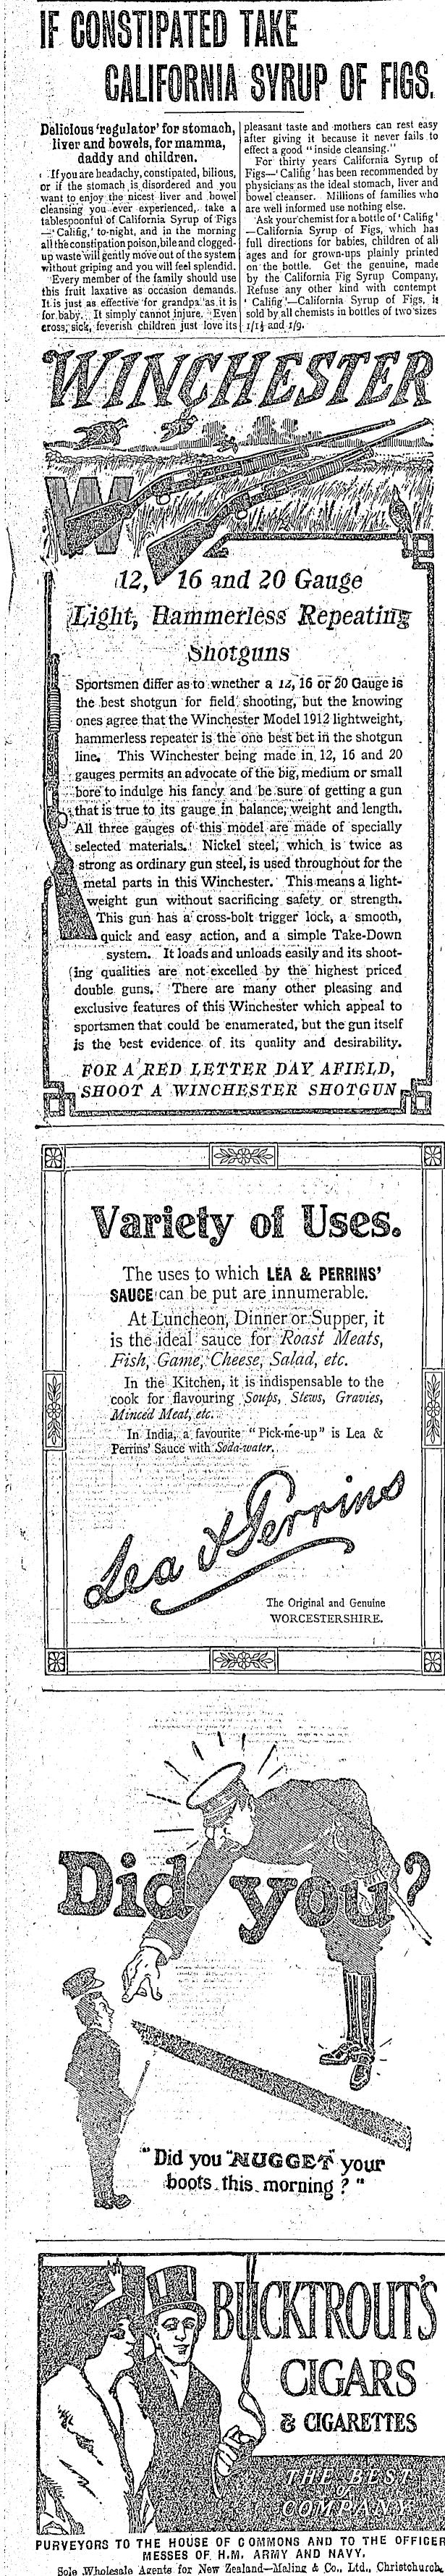 IF CONSTIPATED TAKE
CALIFORNIA SYRUP OF FIGS.
Delicious 'regulator' for stomach,
liver and bowels, for mamma,
daddy and children.
If you are headachy, constipated, bilious,
or if the stomach is disordered and you
want to enjoy the nicest liver and bowel
cleansing you ever experienced, take a
tablespoonful of California Syrup of Figs
—'Califig,' to-night, and in the morning
all the constipation poison, bile and clogged-
up waste will gently move out of the system
without griping and you will feel splendid.
Every member of the family should use
this fruit laxative as occasion demands.
It is just as effective for grandpa as it is
for baby. It simply cannot injure. Even
cross, sick, feverish children just love its
pleasant taste and mothers can rest easy
after giving it because it never fails to
effect a good "inside cleansing."
For thirty years California Syrup of
Figs—'Califig' has been recommended by
physicians as the ideal stomach, liver and
bowel cleanser. Millions of families who
are well informed use nothing else.
Ask your chemist for a bottle of 'Califig'
—California Syrup of Figs, which has
full directions for babies, children of all
ages and for grown-ups plainly printed
on the bottle. Get the genuine, made
by the California Fig Syrup Company.
Refuse any other kind with contempt
'Califig'—California Syrup of Figs, is
sold by all chemists in bottles of two sizes
1/1½ and 1/9.
WINCHESTER
W
12, 16 and 20 Gauge
Light, Hammerless Repeating
Shotguns
Sportsmen differ as to whether a 12, 16 or 20 Gauge is
the best shotgun for field shooting, but the knowing
ones agree that the Winchester Model 1912 lightweight,
hammerless repeater is the one best bet in the shotgun
line. This Winchester being made in 12, 16 and 20
gauges permits an advocate of the big, medium or small
bore to indulge his fancy and be sure of getting a gun
that is true to its gauge in balance, weight and length.
All three gauges of this model are made of specially
selected materials. Nickel steel, which is twice as
strong as ordinary gun steel, is used throughout for the
metal parts in this Winchester. This means a light-
weight gun without sacrificing safety or strength.
This gun has a cross-bolt trigger lock, a smooth,
quick and easy action, and a simple Take-Down
system. It loads and unloads easily and its shoot-
ing qualities are not excelled by the highest priced
double guns. There are many other pleasing and
exclusive features of this Winchester which appeal to
sportsmen that could be enumerated, but the gun itself
is the best evidence of its quality and desirability.
FOR A RED LETTER DAY AFIELD,
SHOOT A WINCHESTER SHOTGUN
Variety of Uses.
The uses to which LEA & PERRINS'
SAUCE can be put are innumerable.
At Luncheon, Dinner or Supper, it
is the ideal sauce for Roast Meats,
Fish, Game, Cheese, Salad, etc.
In the Kitchen, it is indispensable to the
cook for flavouring Soups, Stews, Gravies,
Minced Meat, etc.
In India, a favourite "Pick-me-up" is Lea &
Perrins' Sauce with Soda-water.
Lea & Perrins
The Original and Genuine
WORCESTERSHIRE.
Did you?
"Did you "NUGGET" your
boots this morning?"
BUCKTROUT'S
CIGARS
& CIGARETTES
THE BEST
OF
COMPANY
PURVEYORS TO THE HOUSE OF COMMONS AND TO THE OFFICER
MESSES OF H.M. ARMY AND NAVY.
Sole Wholesale Agents for New Zealand—Maling & Co., Ltd., Christchurch